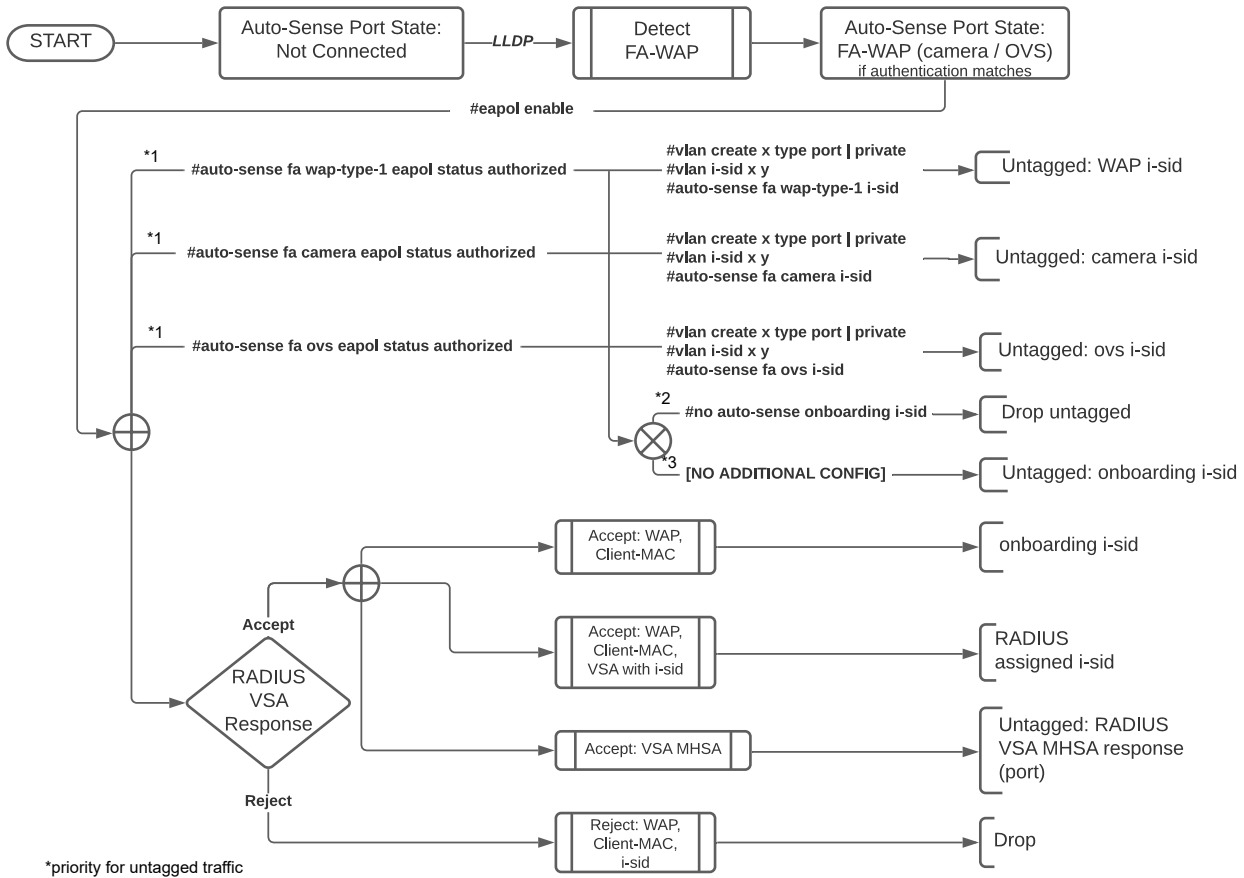 START
Auto-Sense Port State:
Not Connected
LLDP
Detect
FA-WAP
Auto-Sense Port State:
FA-WAP (camera / OVS)
if authentication matches
#eapol enable
*1
#auto-sense fa wap-type-1 eapol status authorized
#vlan create x type port | private
#vlan i-sid x y
#auto-sense fa wap-type-1 i-sid
Untagged: WAP i-sid
*1
#auto-sense fa camera eapol status authorized
#vlan create x type port | private
#vlan i-sid x y
#auto-sense fa camera i-sid
Untagged: camera i-sid
*1
#auto-sense fa ovs eapol status authorized
#vlan create x type port | private
#vlan i-sid x y
#auto-sense fa ovs i-sid
Untagged: ovs i-sid
*2
#no auto-sense onboarding i-sid
Drop untagged
*3
[NO ADDITIONAL CONFIG]
Untagged: onboarding i-sid
Accept: WAP,
Client-MAC
onboarding i-sid
Accept
Accept: WAP,
Client-MAC,
VSA with i-sid
RADIUS
assigned i-sid
RADIUS
VSA
Response
Accept: VSA MHSA
Untagged: RADIUS
VSA MHSA response
(port)
Reject
Reject: WAP,
Client-MAC,
i-sid
Drop
*priority for untagged traffic